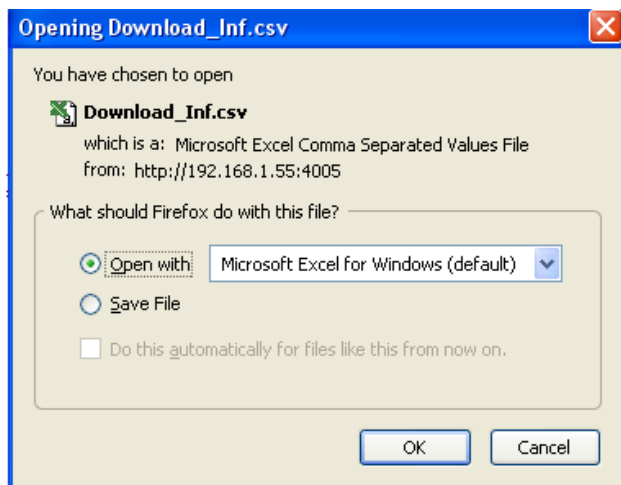 Opening Download_Inf.csv
You have chosen to open
Download_Inf.csv
which is a: Microsoft Excel Comma Separated Values File
from: http://192.168.1.55:4005
What should Firefox do with this file?
Open with Microsoft Excel for Windows (default)
Save File
Do this automatically for files like this from now on.
OK Cancel